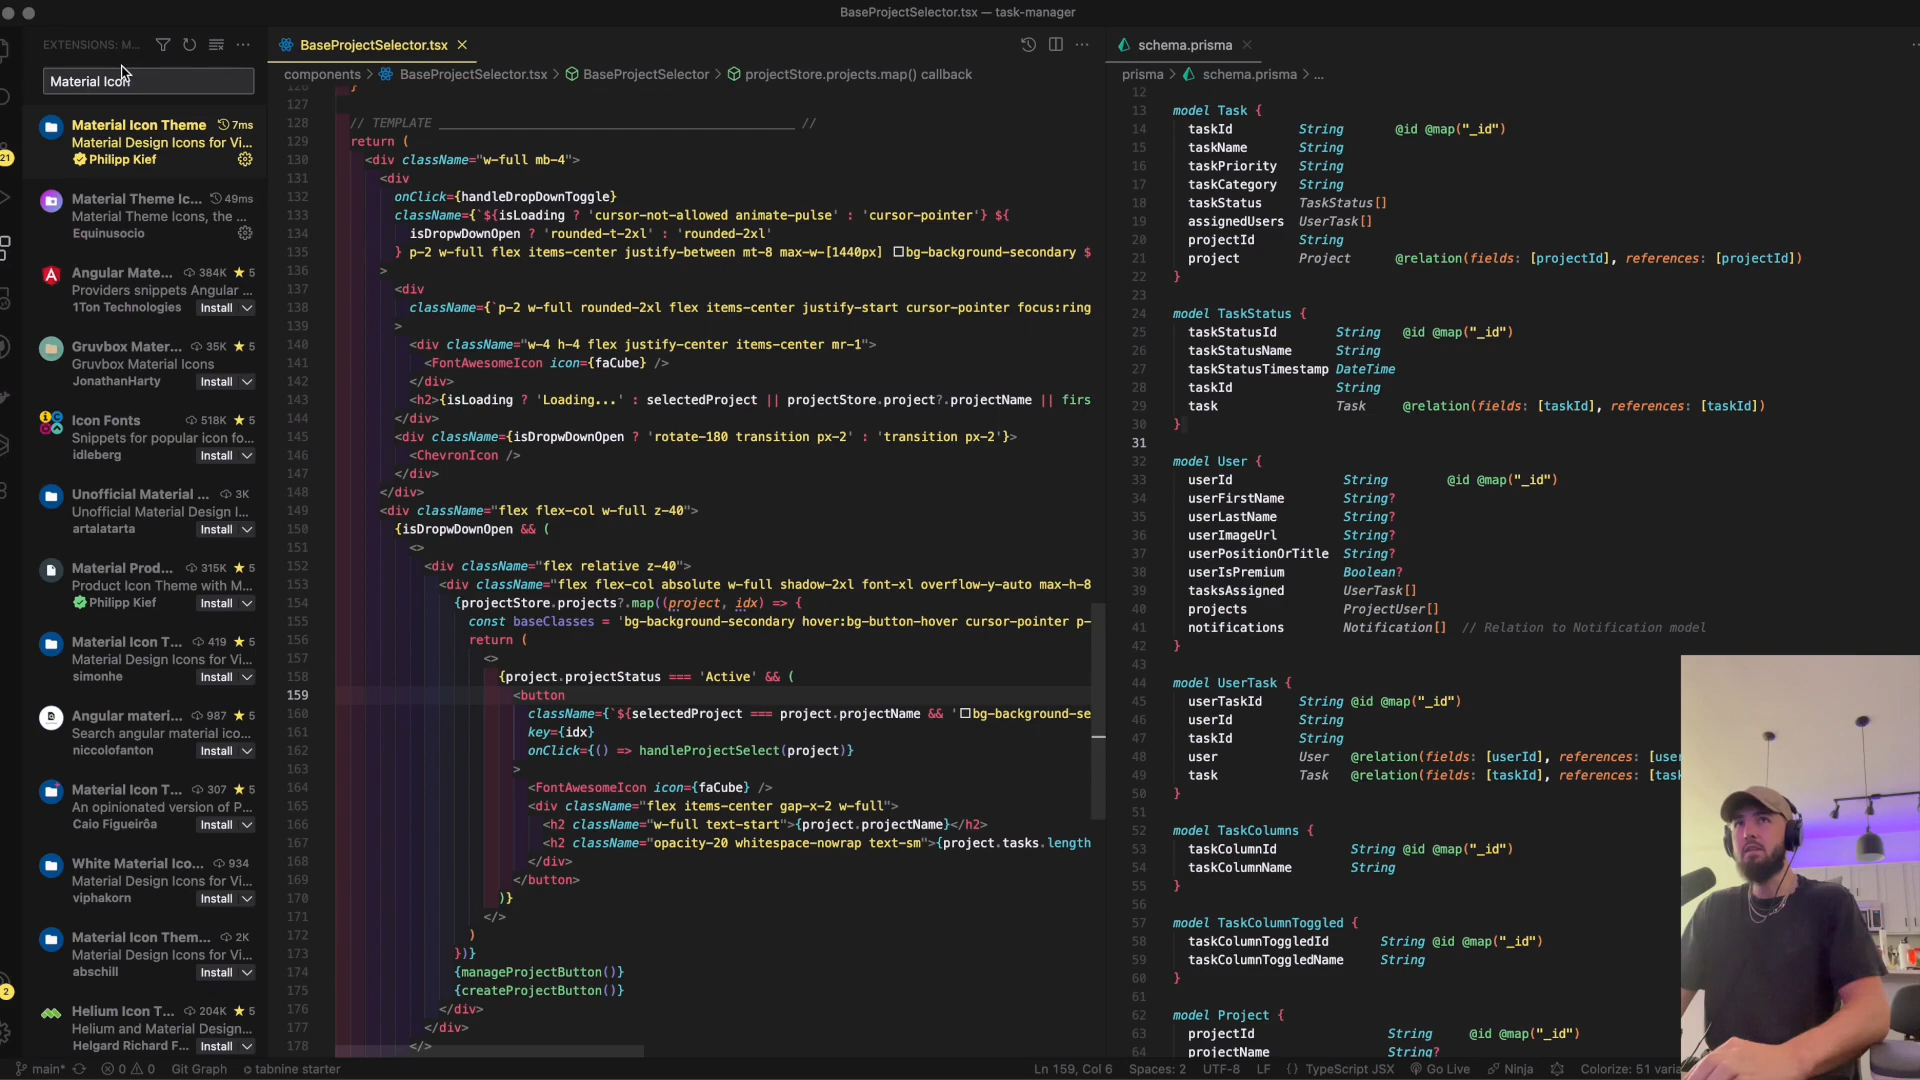 BaseProjectSelector.tsx — task-manager
EXTENSIONS: M...
Material Icon
Material Icon Theme 7ms
Material Design Icons for Vi...
Philipp Kief
Material Theme Ic... 49ms
Material Theme Icons, the ...
Equinusocio
Angular Mate... 384K ★ 5
Providers snippets Angular ...
1Ton Technologies Install
Gruvbox Mater... 35K ★ 5
Gruvbox Material Icons
JonathanHarty Install
Icon Fonts 518K ★ 5
Snippets for popular icon fo...
idleberg Install
Unofficial Material ... 3K
Unofficial Material Design I...
artalatarta Install
Material Prod... 315K ★ 5
Product Icon Theme with M...
Philipp Kief Install
Material Icon T... 419 ★ 5
Material Design Icons for Vi...
simonhe Install
Angular materi... 987 ★ 5
Search angular material ico...
niccolofanton Install
Material Icon T... 307 ★ 5
An opinionated version of P...
Caio Figueirôa Install
White Material Ico... 934
Material Design Icons for Vi...
viphakorn Install
Material Icon Them... 2K
Material Design Icons for Vi...
abschill Install
Helium Icon T... 204K ★ 5
Helium and Material Design...
Helgard Richard F... Install
21
2
BaseProjectSelector.tsx
components > BaseProjectSelector.tsx > BaseProjectSelector > projectStore.projects.map() callback
126 }
127
128 // TEMPLATE ________________________________________________ //
129 return (
130 <div className="w-full mb-4">
131 <div
132 onClick={handleDropDownToggle}
133 className={`${isLoading ? 'cursor-not-allowed animate-pulse' : 'cursor-pointer'} ${
134 isDropwDownOpen ? 'rounded-t-2xl' : 'rounded-2xl'
135 } p-2 w-full flex items-center justify-between mt-8 max-w-[1440px] bg-background-secondary $
136 >
137 <div
138 className={`p-2 w-full rounded-2xl flex items-center justify-start cursor-pointer focus:ring
139 >
140 <div className="w-4 h-4 flex justify-center items-center mr-1">
141 <FontAwesomeIcon icon={faCube} />
142 </div>
143 <h2>{isLoading ? 'Loading...' : selectedProject || projectStore.project?.projectName || firs
144 </div>
145 <div className={isDropwDownOpen ? 'rotate-180 transition px-2' : 'transition px-2'}>
146 <ChevronIcon />
147 </div>
148 </div>
149 <div className="flex flex-col w-full z-40">
150 {isDropwDownOpen && (
151 <>
152 <div className="flex relative z-40">
153 <div className="flex flex-col absolute w-full shadow-2xl font-xl overflow-y-auto max-h-8
154 {projectStore.projects?.map((project, idx) => {
155 const baseClasses = 'bg-background-secondary hover:bg-button-hover cursor-pointer p-
156 return (
157 <>
158 {project.projectStatus === 'Active' && (
159 <button
160 className={`${selectedProject === project.projectName && 'bg-background-se
161 key={idx}
162 onClick={() => handleProjectSelect(project)}
163 >
164 <FontAwesomeIcon icon={faCube} />
165 <div className="flex items-center gap-x-2 w-full">
166 <h2 className="w-full text-start">{project.projectName}</h2>
167 <h2 className="opacity-20 whitespace-nowrap text-sm">{project.tasks.length
168 </div>
169 </button>
170 )}
171 </>
172 )
173 })}
174 {manageProjectButton()}
175 {createProjectButton()}
176 </div>
177 </div>
178 </>
schema.prisma
prisma > schema.prisma > ...
12
13 model Task {
14 taskId String @id @map("_id")
15 taskName String
16 taskPriority String
17 taskCategory String
18 taskStatus TaskStatus[]
19 assignedUsers UserTask[]
20 projectId String
21 project Project @relation(fields: [projectId], references: [projectId])
22 }
23
24 model TaskStatus {
25 taskStatusId String @id @map("_id")
26 taskStatusName String
27 taskStatusTimestamp DateTime
28 taskId String
29 task Task @relation(fields: [taskId], references: [taskId])
30 }
31
32 model User {
33 userId String @id @map("_id")
34 userFirstName String?
35 userLastName String?
36 userImageUrl String?
37 userPositionOrTitle String?
38 userIsPremium Boolean?
39 tasksAssigned UserTask[]
40 projects ProjectUser[]
41 notifications Notification[] // Relation to Notification model
42 }
43
44 model UserTask {
45 userTaskId String @id @map("_id")
46 userId String
47 taskId String
48 user User @relation(fields: [userId], references: [use
49 task Task @relation(fields: [taskId], references: [task
50 }
51
52 model TaskColumns {
53 taskColumnId String @id @map("_id")
54 taskColumnName String
55 }
56
57 model TaskColumnToggled {
58 taskColumnToggledId String @id @map("_id")
59 taskColumnToggledName String
60 }
61
62 model Project {
63 projectId String @id @map("_id")
64 projectName String?
main* 0 0 Git Graph tabnine starter Ln 159, Col 6 Spaces: 2 UTF-8 LF {} TypeScript JSX Go Live Ninja Colorize: 51 varia